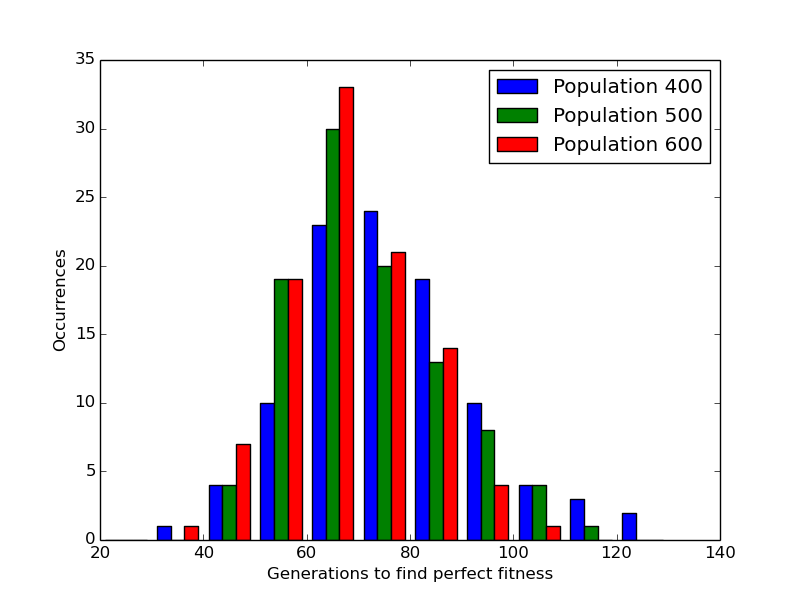 35
30
25
20
15
10
5
0
Occurrences
Population 400
Population 500
Population 600
20 40 60 80 100 120 140
Generations to find perfect fitness